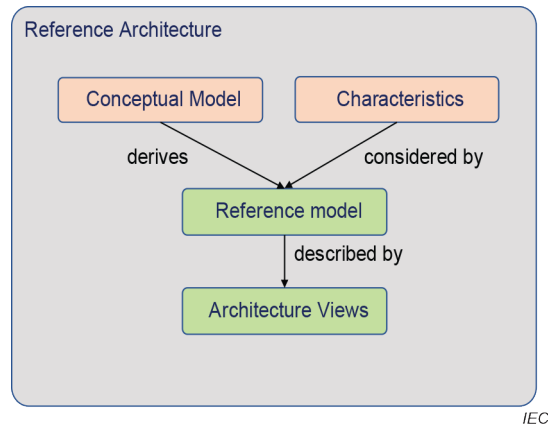 Reference Architecture
Conceptual Model
Characteristics
derives
considered by
Reference model
described by
Architecture Views
IEC